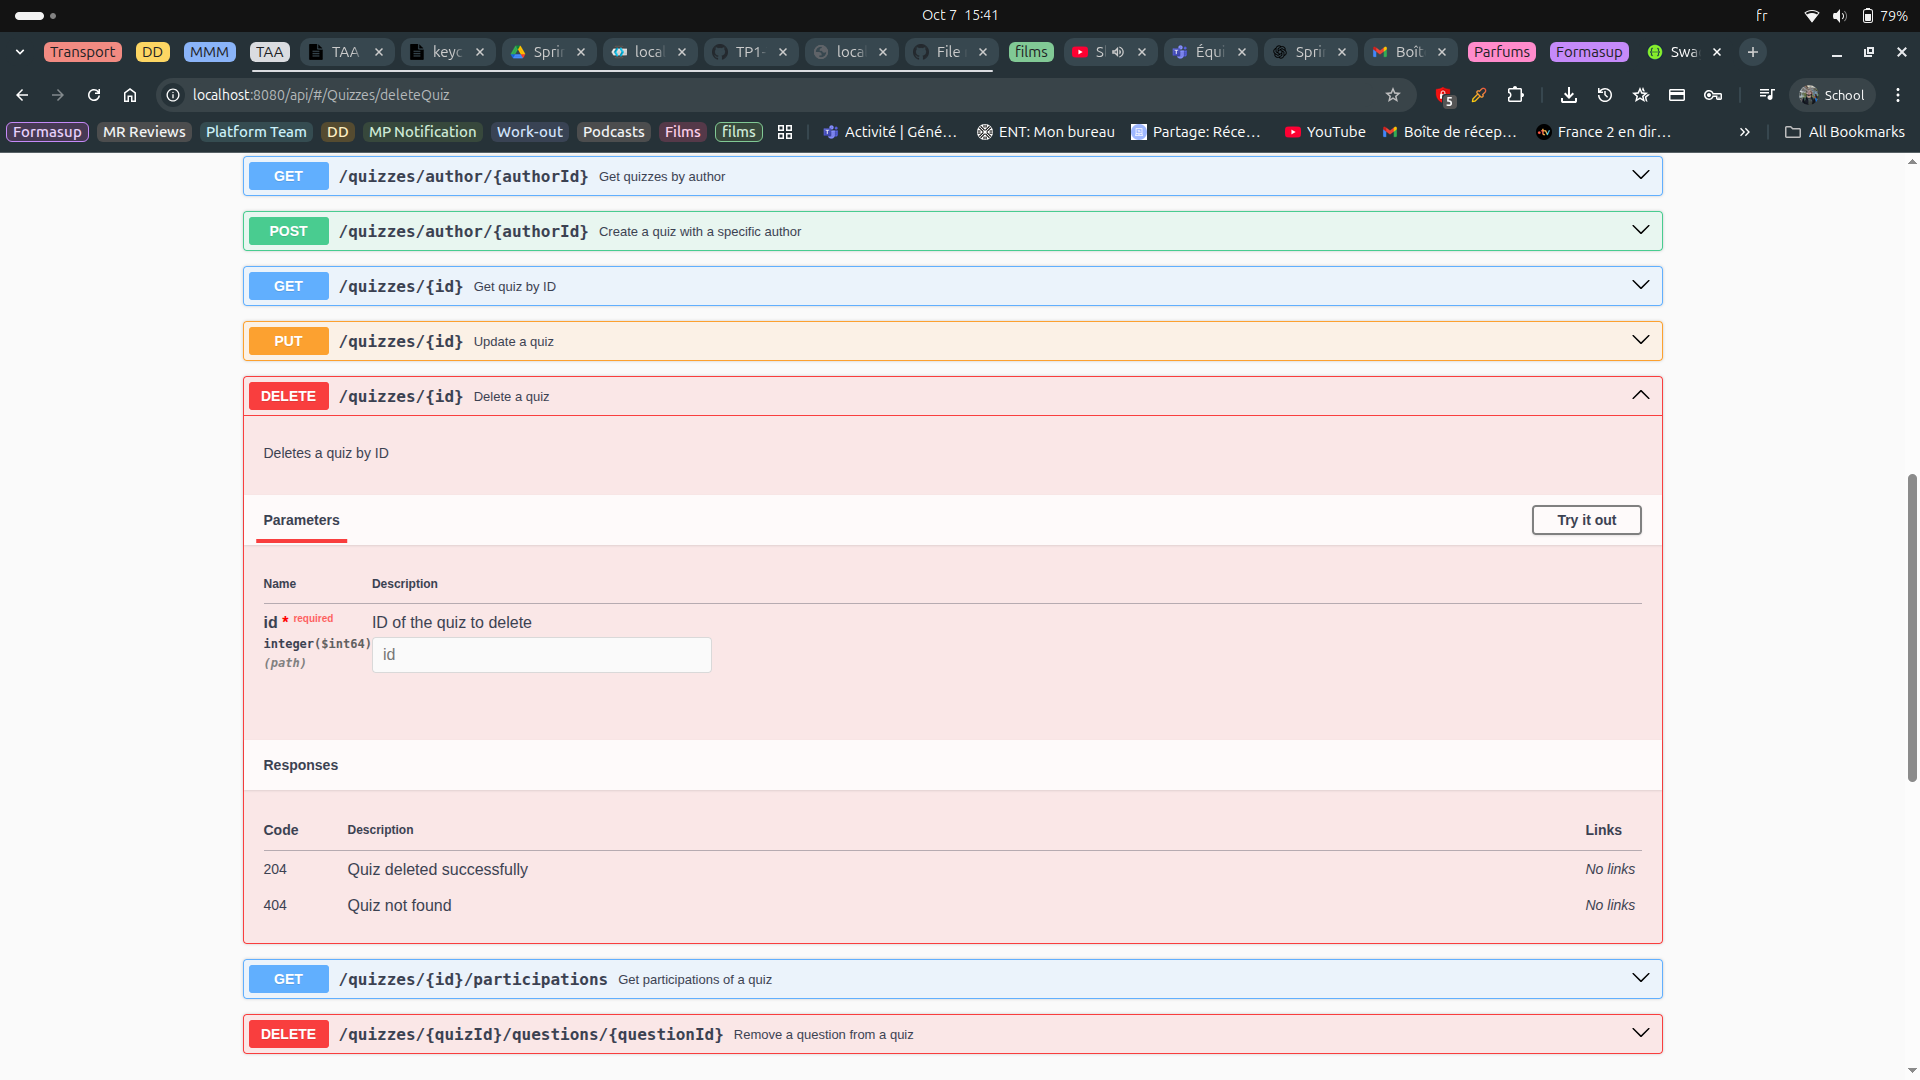 Oct 7 15:41
fr
79%
Transport DD MMM TAA TAA keyc Sprin local TP1- loca File films S Équi Sprin Boît Parfums Formasup Swa
localhost:8080/api/#/Quizzes/deleteQuiz
5
School
Formasup MR Reviews Platform Team DD MP Notification Work-out Podcasts Films films Activité | Géné… ENT: Mon bureau Partage: Réce… YouTube Boîte de récep… France 2 en dir… » All Bookmarks
GET /quizzes/author/{authorId} Get quizzes by author
POST /quizzes/author/{authorId} Create a quiz with a specific author
GET /quizzes/{id} Get quiz by ID
PUT /quizzes/{id} Update a quiz
DELETE /quizzes/{id} Delete a quiz
Deletes a quiz by ID
Parameters
Try it out
Name Description
id * required
integer($int64)
(path)
ID of the quiz to delete
id
Responses
Code Description Links
204 Quiz deleted successfully No links
404 Quiz not found No links
GET /quizzes/{id}/participations Get participations of a quiz
DELETE /quizzes/{quizId}/questions/{questionId} Remove a question from a quiz